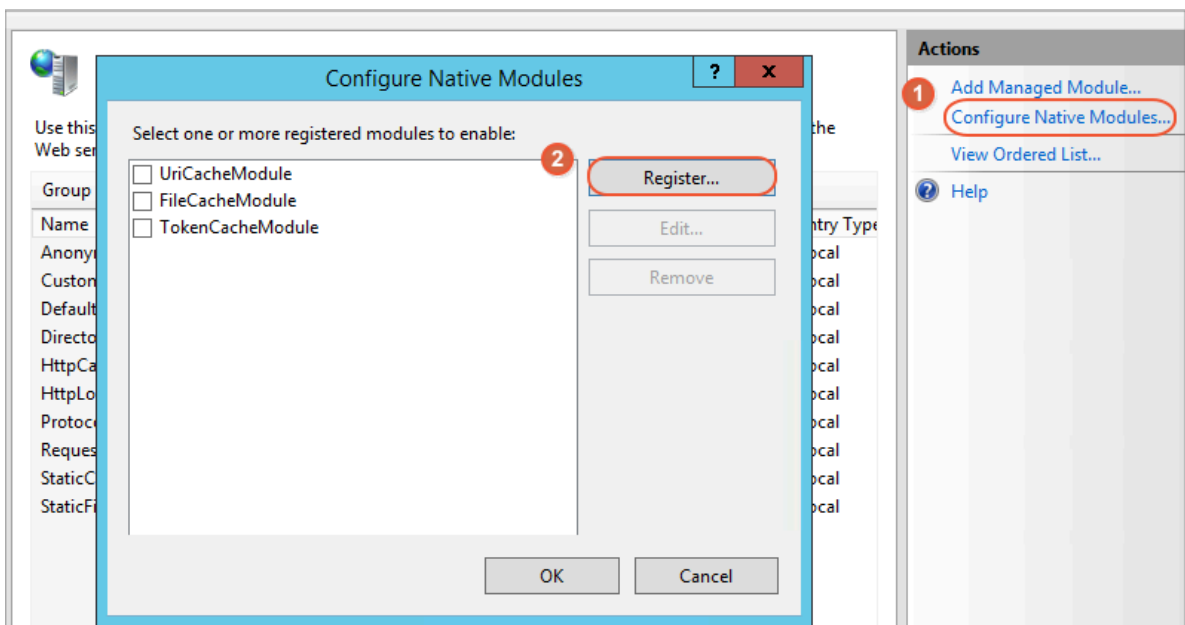 Configure Native Modules
?
x
Select one or more registered modules to enable:
UriCacheModule
FileCacheModule
TokenCacheModule
2
Register...
Edit...
Remove
OK
Cancel
Use this
the
Web ser
Group
Name
ntry Type
Anony
ocal
Custon
ocal
Default
ocal
Directo
ocal
HttpCa
ocal
HttpLo
ocal
Protoc
ocal
Reques
ocal
StaticC
ocal
StaticFi
ocal
Actions
1
Add Managed Module...
Configure Native Modules...
View Ordered List...
? Help